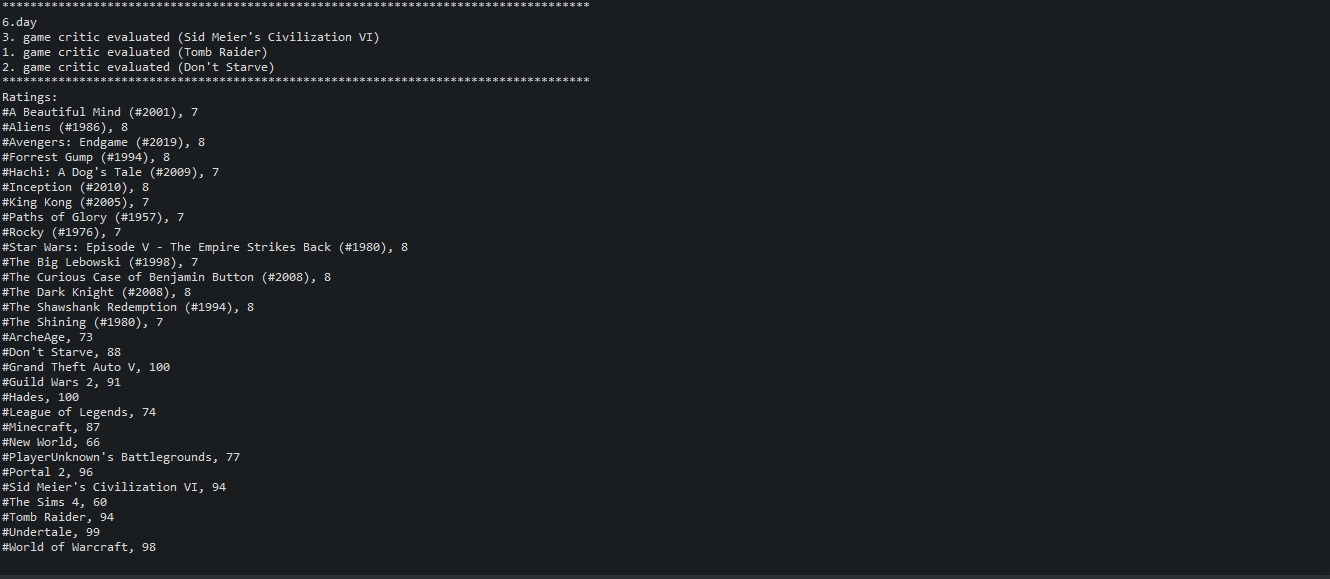 ************************************************************************************
6.day
3. game critic evaluated (Sid Meier's Civilization VI)
1. game critic evaluated (Tomb Raider)
2. game critic evaluated (Don't Starve)
************************************************************************************
Ratings:
#A Beautiful Mind (#2001), 7
#Aliens (#1986), 8
#Avengers: Endgame (#2019), 8
#Forrest Gump (#1994), 8
#Hachi: A Dog's Tale (#2009), 7
#Inception (#2010), 8
#King Kong (#2005), 7
#Paths of Glory (#1957), 7
#Rocky (#1976), 7
#Star Wars: Episode V - The Empire Strikes Back (#1980), 8
#The Big Lebowski (#1998), 7
#The Curious Case of Benjamin Button (#2008), 8
#The Dark Knight (#2008), 8
#The Shawshank Redemption (#1994), 8
#The Shining (#1980), 7
#ArcheAge, 73
#Don't Starve, 88
#Grand Theft Auto V, 100
#Guild Wars 2, 91
#Hades, 100
#League of Legends, 74
#Minecraft, 87
#New World, 66
#PlayerUnknown's Battlegrounds, 77
#Portal 2, 96
#Sid Meier's Civilization VI, 94
#The Sims 4, 60
#Tomb Raider, 94
#Undertale, 99
#World of Warcraft, 98